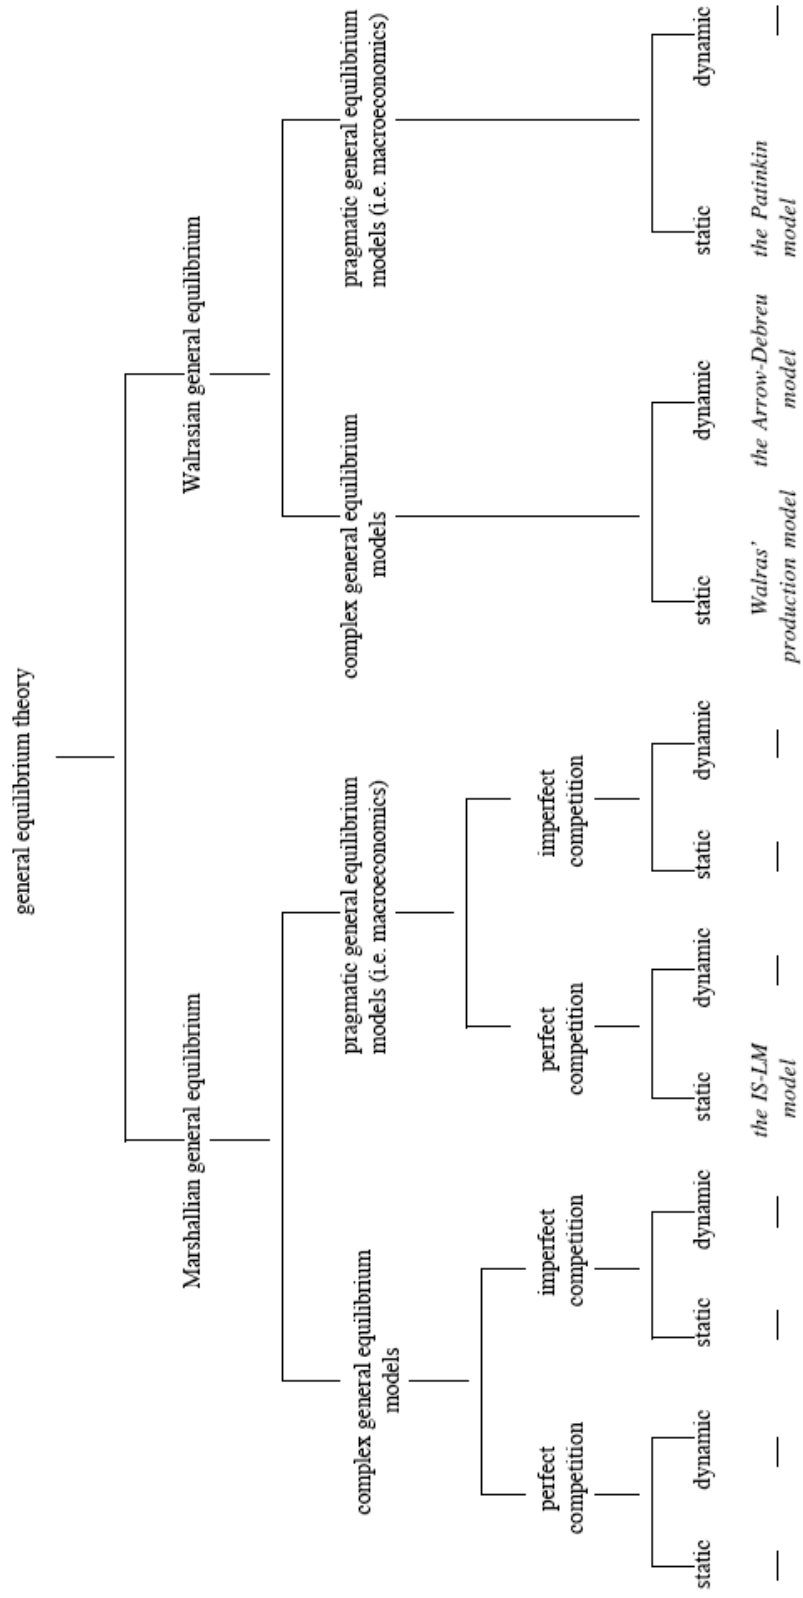 general equilibrium theory
Marshallian general equilibrium
Walrasian general equilibrium
complex general equilibrium
models
pragmatic general equilibrium
models (i.e. macroeconomics)
complex general equilibrium
models
pragmatic general equilibrium
models (i.e. macroeconomics)
perfect
competition
imperfect
competition
perfect
competition
imperfect
competition
static
dynamic
static
dynamic
static
dynamic
static
dynamic
static
dynamic
static
dynamic
—
—
—
—
the IS-LM
model
—
—
—
Walras'
production model
the Arrow-Debreu
model
the Patinkin
model
—